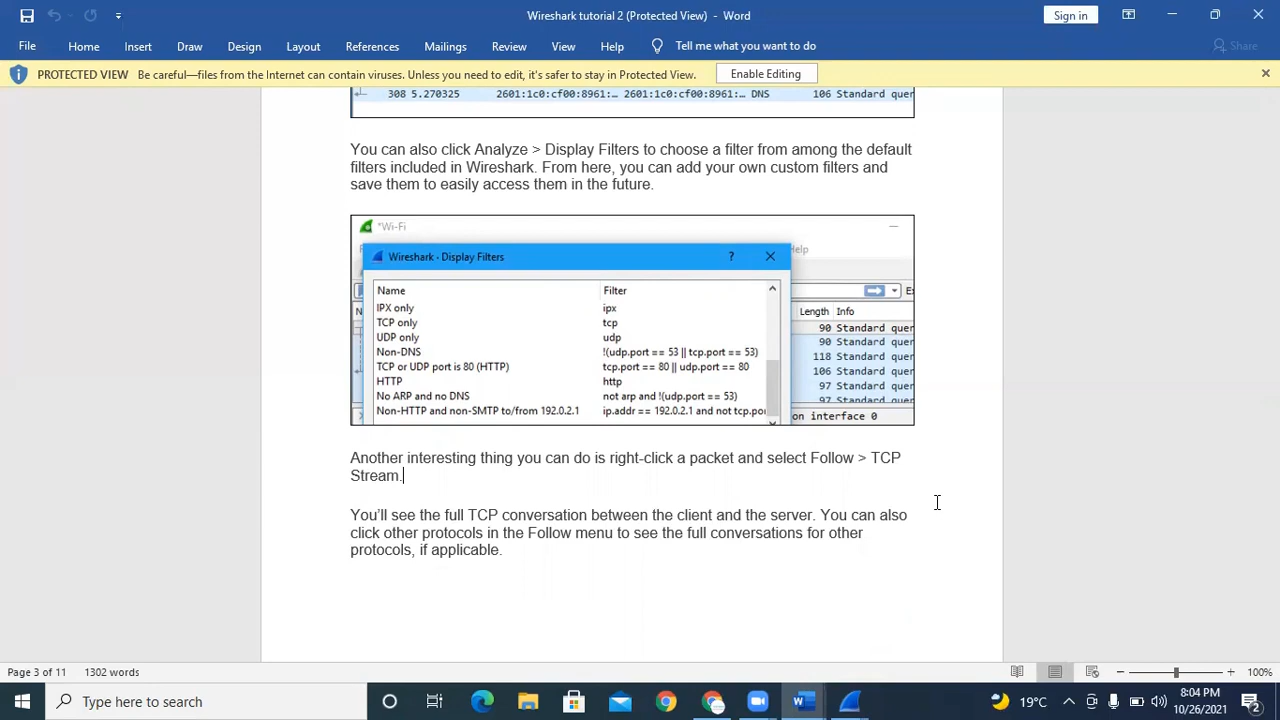 Wireshark tutorial 2 (Protected View) - Word
Sign in
File Home Insert Draw Design Layout References Mailings Review View Help Tell me what you want to do Share
PROTECTED VIEW Be careful—files from the Internet can contain viruses. Unless you need to edit, it's safer to stay in Protected View. Enable Editing
308 5.270325 2601:1c0:cf00:8961:... 2601:1c0:cf00:8961:... DNS 106 Standard quer
You can also click Analyze > Display Filters to choose a filter from among the default
filters included in Wireshark. From here, you can add your own custom filters and
save them to easily access them in the future.
*Wi-Fi
Help
Wireshark · Display Filters ?
Name Filter
IPX only ipx Length Info
TCP only tcp 90 Standard quer
UDP only udp 90 Standard quer
Non-DNS !(udp.port == 53 || tcp.port == 53) 118 Standard quer
TCP or UDP port is 80 (HTTP) tcp.port == 80 || udp.port == 80 106 Standard quer
HTTP http 97 Standard quer
No ARP and no DNS not arp and !(udp.port == 53) 97 Standard quer
Non-HTTP and non-SMTP to/from 192.0.2.1 ip.addr == 192.0.2.1 and not tcp.por on interface 0
Another interesting thing you can do is right-click a packet and select Follow > TCP
Stream.
You'll see the full TCP conversation between the client and the server. You can also
click other protocols in the Follow menu to see the full conversations for other
protocols, if applicable.
Page 3 of 11 1302 words 100%
Type here to search 19°C 8:04 PM
10/26/2021 2